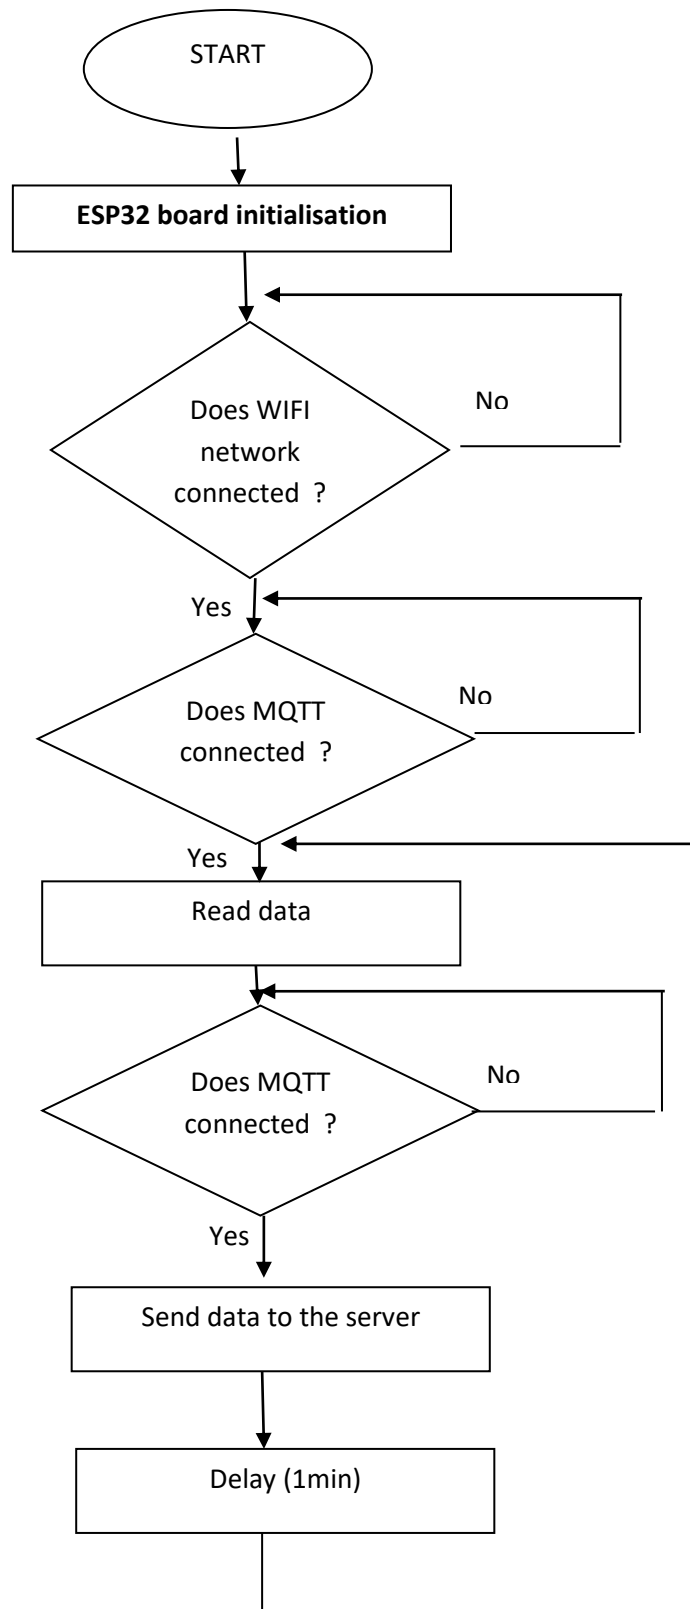 START
ESP32 board initialisation
Does WIFI
network
connected ?
No
Yes
Does MQTT
connected ?
No
Yes
Read data
Does MQTT
connected ?
No
Yes
Send data to the server
Delay (1min)